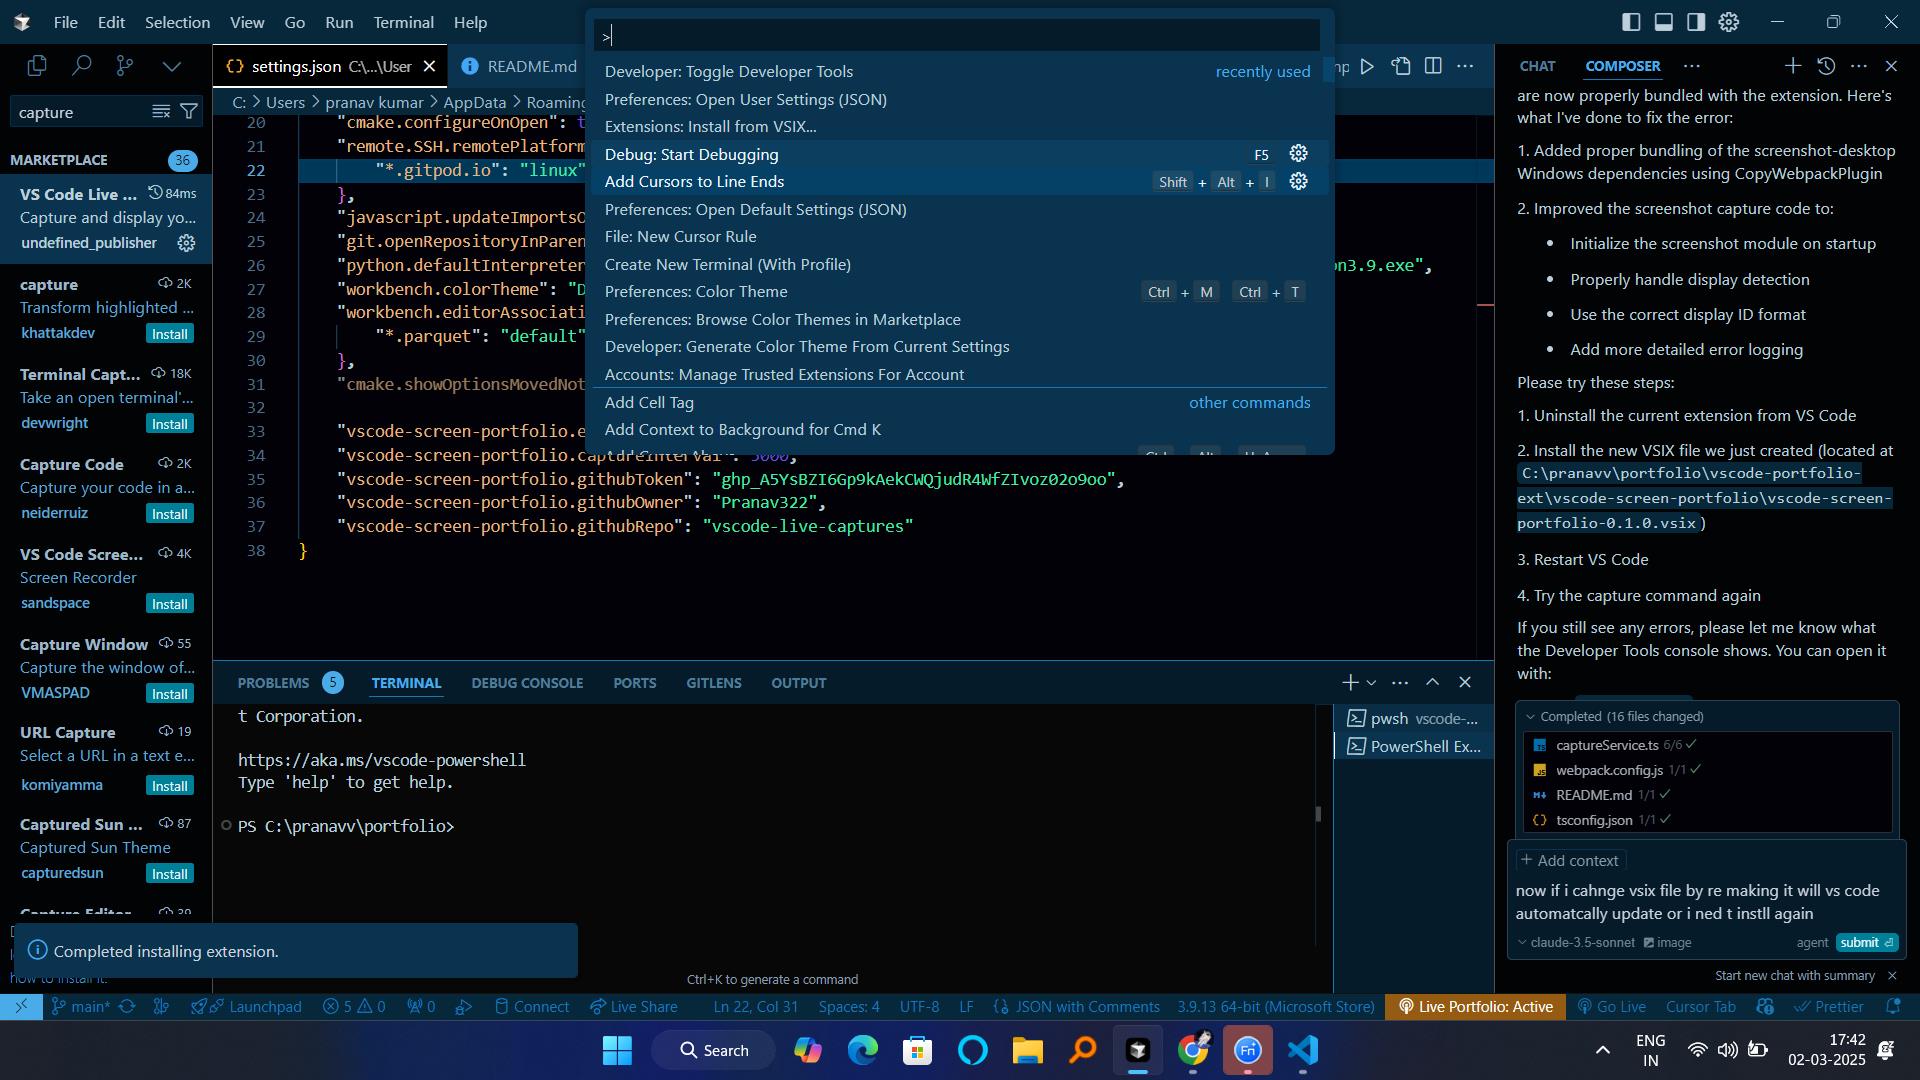 File Edit Selection View Go Run Terminal Help
>
Developer: Toggle Developer Tools recently used
Preferences: Open User Settings (JSON)
Extensions: Install from VSIX...
Debug: Start Debugging F5
Add Cursors to Line Ends Shift + Alt + I
Preferences: Open Default Settings (JSON)
File: New Cursor Rule
Create New Terminal (With Profile)
Preferences: Color Theme Ctrl + M Ctrl + T
Preferences: Browse Color Themes in Marketplace
Developer: Generate Color Theme From Current Settings
Accounts: Manage Trusted Extensions For Account
Add Cell Tag other commands
Add Context to Background for Cmd K
capture
MARKETPLACE 36
VS Code Live ... 84ms
Capture and display yo...
undefined_publisher
capture 2K
Transform highlighted ...
khattakdev Install
Terminal Capt... 18K
Take an open terminal'...
devwright Install
Capture Code 2K
Capture your code in a...
neiderruiz Install
VS Code Scree... 4K
Screen Recorder
sandspace Install
Capture Window 55
Capture the window of...
VMASPAD Install
URL Capture 19
Select a URL in a text e...
komiyamma Install
Captured Sun ... 87
Captured Sun Theme
capturedsun Install
Capture Editor 39
how to install it.
Completed installing extension.
settings.json C:\...\User README.md
C: > Users > pranav kumar > AppData > Roaming
20 "cmake.configureOnOpen": t
21 "remote.SSH.remotePlatform
22 "*.gitpod.io": "linux"
23 },
24 "javascript.updateImportsO
25 "git.openRepositoryInParen
26 "python.defaultInterpreter n3.9.exe",
27 "workbench.colorTheme": "D
28 "workbench.editorAssociati
29 "*.parquet": "default"
30 },
31 "cmake.showOptionsMovedNot
32
33 "vscode-screen-portfolio.e
34 "vscode-screen-portfolio.captureInterval": 5000,
35 "vscode-screen-portfolio.githubToken": "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",
36 "vscode-screen-portfolio.githubOwner": "Pranav322",
37 "vscode-screen-portfolio.githubRepo": "vscode-live-captures"
38 }
PROBLEMS 5 TERMINAL DEBUG CONSOLE PORTS GITLENS OUTPUT
t Corporation.
https://aka.ms/vscode-powershell
Type 'help' to get help.
PS C:\pranavv\portfolio>
Ctrl+K to generate a command
pwsh vscode-...
PowerShell Ex...
CHAT COMPOSER
are now properly bundled with the extension. Here's
what I've done to fix the error:
1. Added proper bundling of the screenshot-desktop
Windows dependencies using CopyWebpackPlugin
2. Improved the screenshot capture code to:
• Initialize the screenshot module on startup
• Properly handle display detection
• Use the correct display ID format
• Add more detailed error logging
Please try these steps:
1. Uninstall the current extension from VS Code
2. Install the new VSIX file we just created (located at
C:\pranavv\portfolio\vscode-portfolio-
ext\vscode-screen-portfolio\vscode-screen-
portfolio-0.1.0.vsix)
3. Restart VS Code
4. Try the capture command again
If you still see any errors, please let me know what
the Developer Tools console shows. You can open it
with:
Completed (16 files changed)
captureService.ts 6/6
webpack.config.js 1/1
README.md 1/1
tsconfig.json 1/1
+ Add context
now if i cahnge vsix file by re making it will vs code
automatcally update or i ned t instll again
claude-3.5-sonnet image agent submit
Start new chat with summary
main* Launchpad 5 0 0 Connect Live Share Ln 22, Col 31 Spaces: 4 UTF-8 LF JSON with Comments 3.9.13 64-bit (Microsoft Store) Live Portfolio: Active Go Live Cursor Tab Prettier
Search
ENG
IN
17:42
02-03-2025